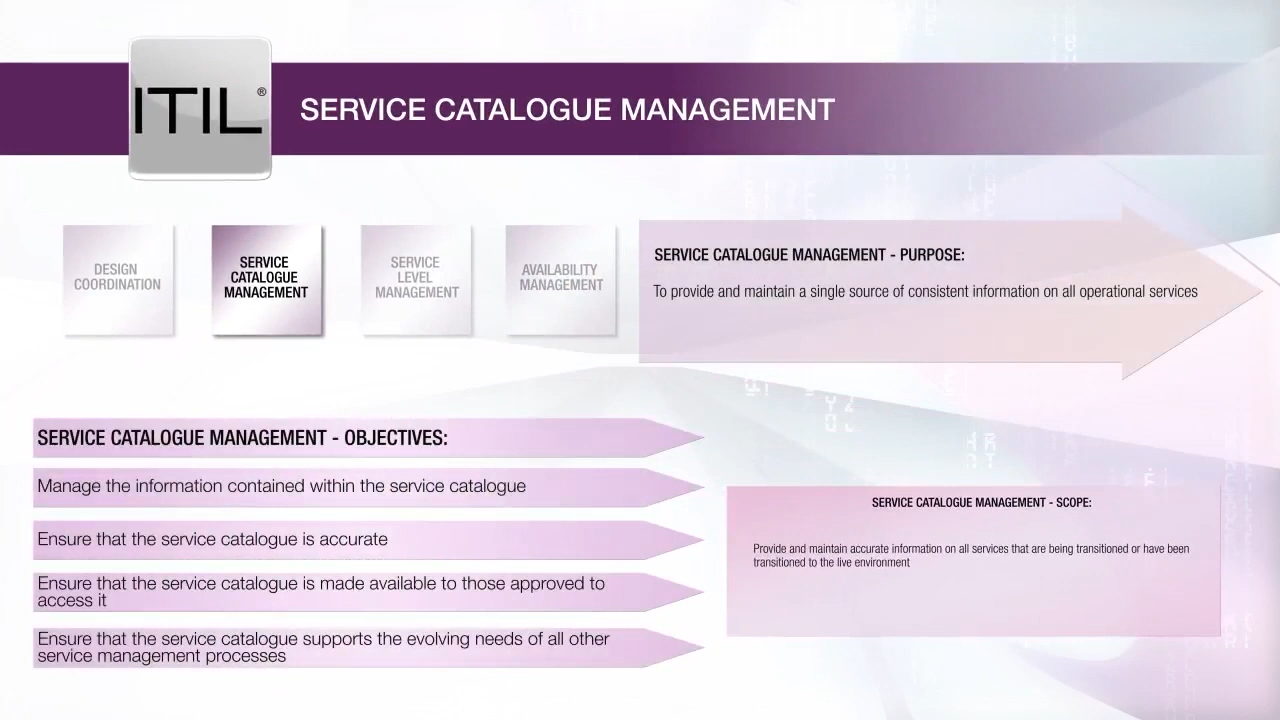 ITIL®
SERVICE CATALOGUE MANAGEMENT
DESIGN
COORDINATION
SERVICE
CATALOGUE
MANAGEMENT
SERVICE
LEVEL
MANAGEMENT
AVAILABILITY
MANAGEMENT
SERVICE CATALOGUE MANAGEMENT - PURPOSE:
To provide and maintain a single source of consistent information on all operational services
SERVICE CATALOGUE MANAGEMENT - OBJECTIVES:
Manage the information contained within the service catalogue
Ensure that the service catalogue is accurate
Ensure that the service catalogue is made available to those approved to
access it
Ensure that the service catalogue supports the evolving needs of all other
service management processes
SERVICE CATALOGUE MANAGEMENT - SCOPE:
Provide and maintain accurate information on all services that are being transitioned or have been
transitioned to the live environment